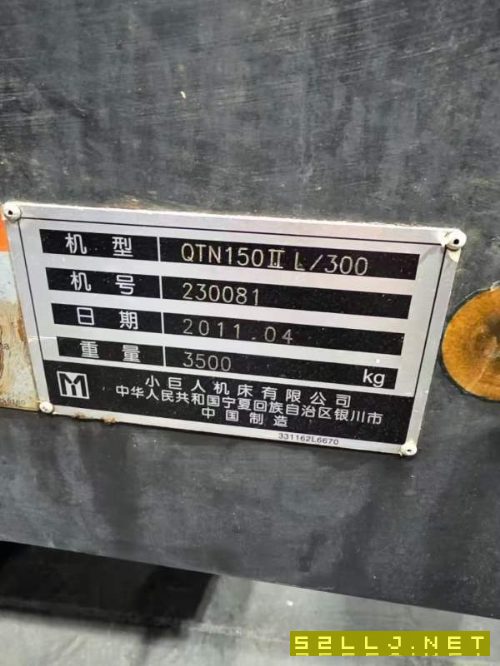 机型 QTN150Ⅱ L/300
机号 230081
日期 2011.04
重量 3500 kg
小巨人机床有限公司
中华人民共和国宁夏回族自治区银川市
中国制造
331162L6670
52LLJ.NET